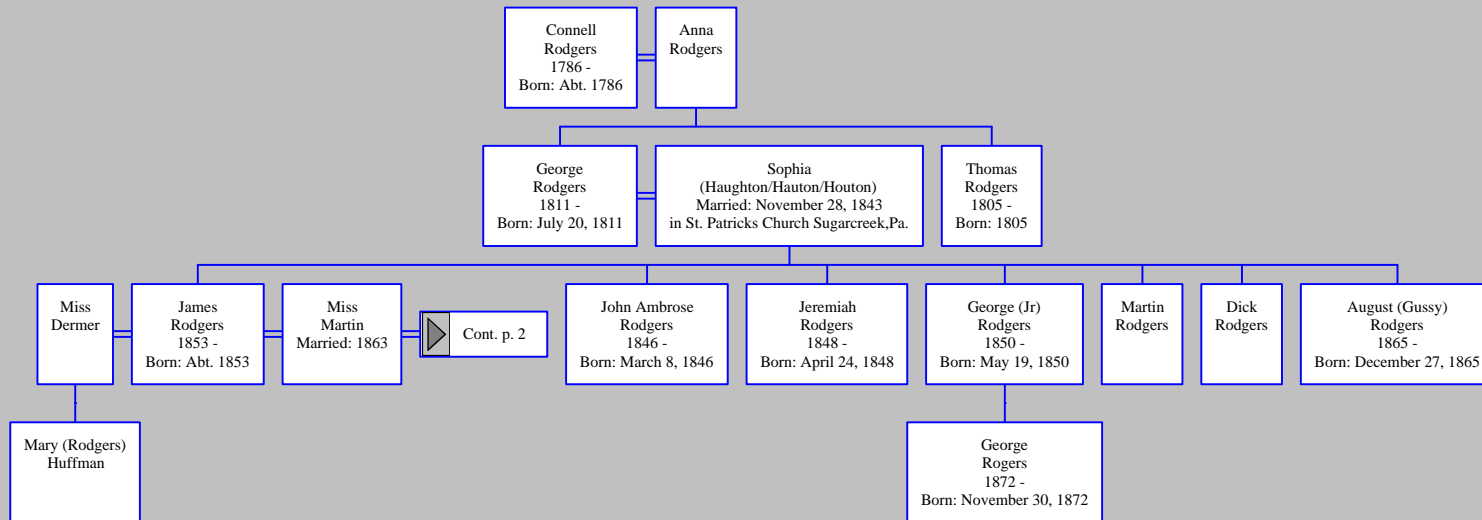 Connell
Rodgers
1786 -
Born: Abt. 1786
Anna
Rodgers
George
Rodgers
1811 -
Born: July 20, 1811
Sophia
(Haughton/Hauton/Houton)
Married: November 28, 1843
in St. Patricks Church Sugarcreek,Pa.
Thomas
Rodgers
1805 -
Born: 1805
Miss
Dermer
James
Rodgers
1853 -
Born: Abt. 1853
Miss
Martin
Married: 1863
Cont. p. 2
John Ambrose
Rodgers
1846 -
Born: March 8, 1846
Jeremiah
Rodgers
1848 -
Born: April 24, 1848
George (Jr)
Rodgers
1850 -
Born: May 19, 1850
Martin
Rodgers
Dick
Rodgers
August (Gussy)
Rodgers
1865 -
Born: December 27, 1865
Mary (Rodgers)
Huffman
George
Rogers
1872 -
Born: November 30, 1872